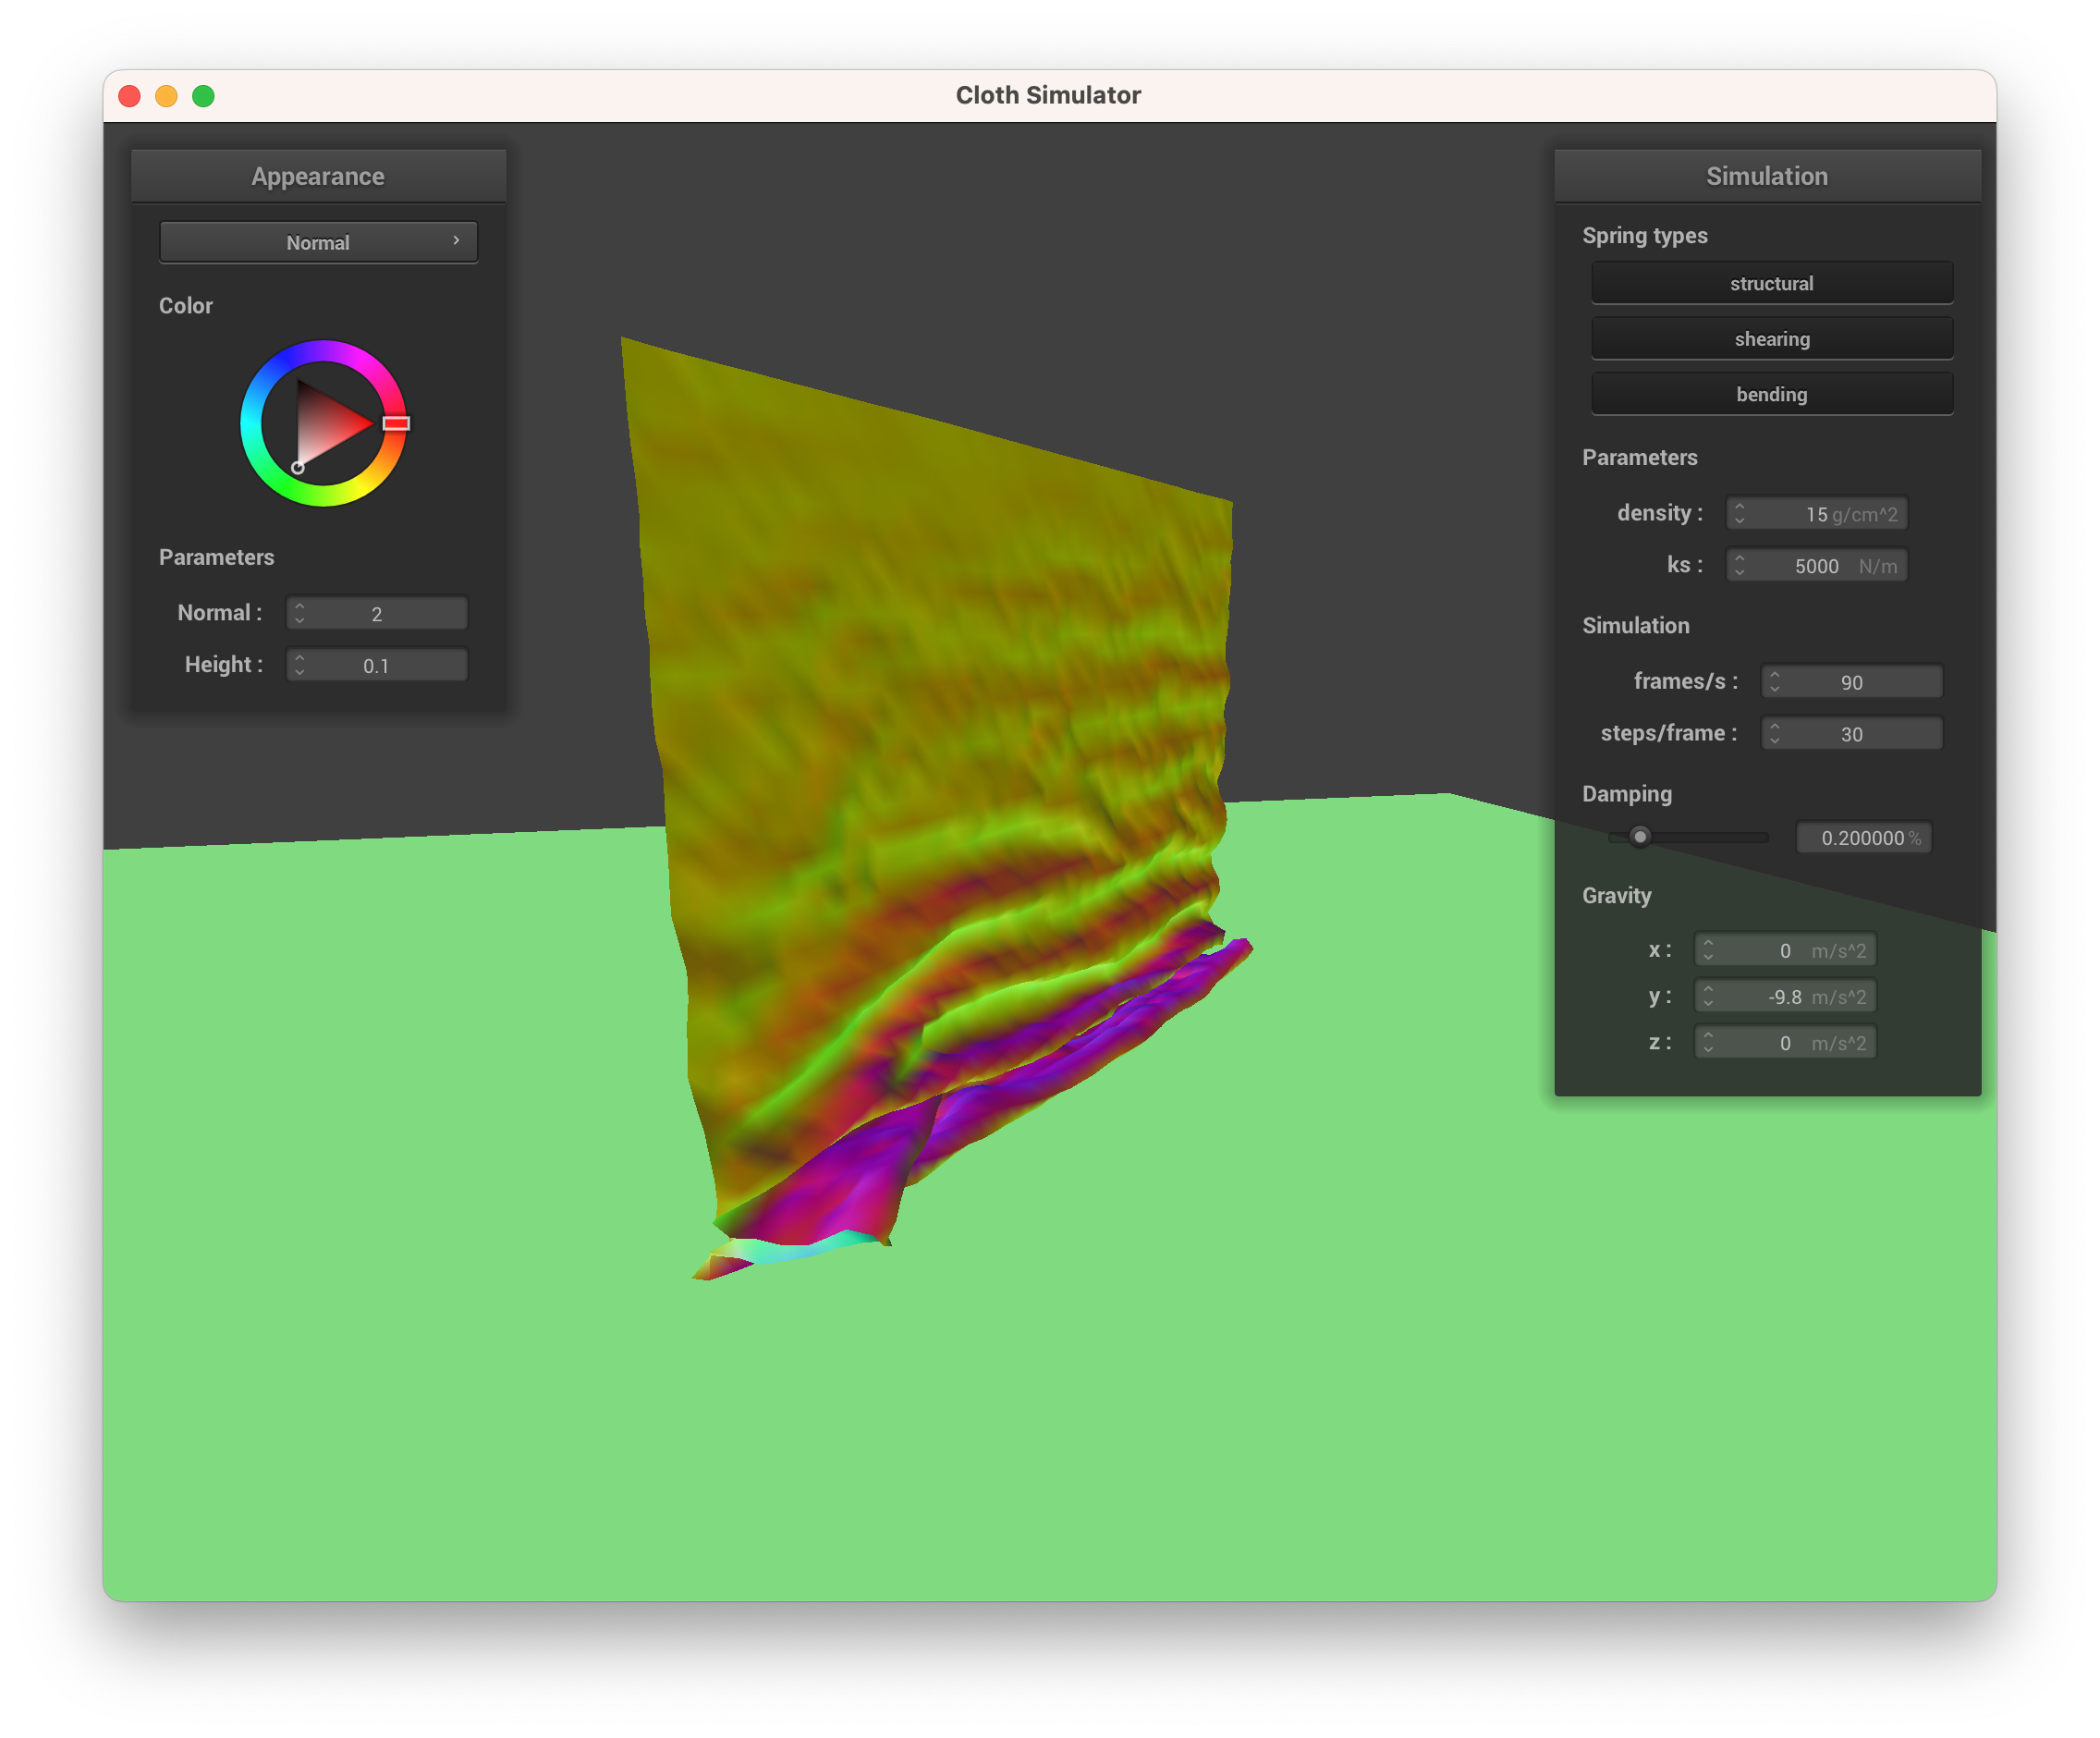 Cloth Simulator
Appearance
Normal
Color
Parameters
Normal : 2
Height : 0.1
Simulation
Spring types
structural
shearing
bending
Parameters
density : 15 g/cm^2
ks : 5000 N/m
Simulation
frames/s : 90
steps/frame : 30
Damping
0.200000 %
Gravity
x : 0 m/s^2
y : -9.8 m/s^2
z : 0 m/s^2